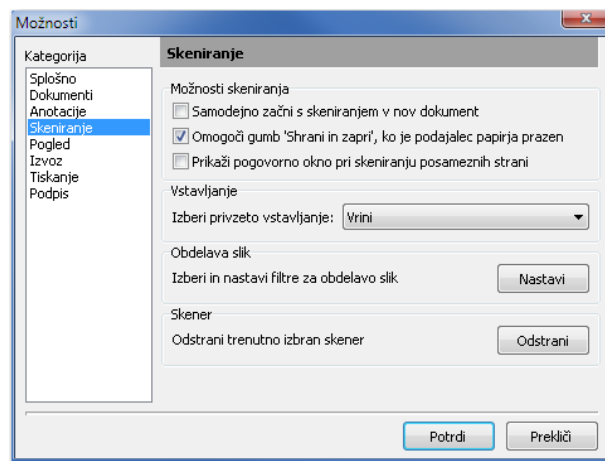 Možnosti
Kategorija
Splošno
Dokumenti
Anotacije
Skeniranje
Pogled
Izvoz
Tiskanje
Podpis
Skeniranje
Možnosti skeniranja
Samodejno začni s skeniranjem v nov dokument
Omogoči gumb 'Shrani in zapri', ko je podajalec papirja prazen
Prikaži pogovorno okno pri skeniranju posameznih strani
Vstavljanje
Izberi privzeto vstavljanje: Vrini
Obdelava slik
Izberi in nastavi filtre za obdelavo slik Nastavi
Skener
Odstrani trenutno izbran skener Odstrani
Potrdi Prekliči